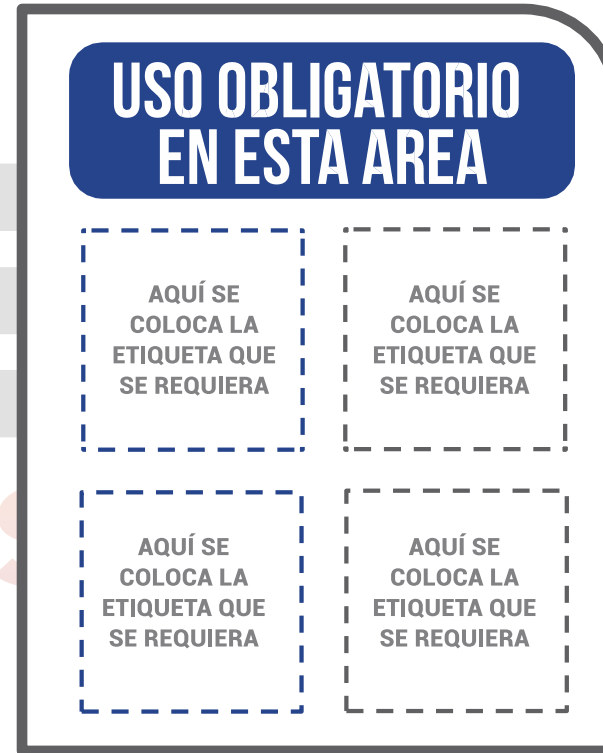 USO OBLIGATORIO
EN ESTA AREA
AQUÍ SE
COLOCA LA
ETIQUETA QUE
SE REQUIERA
AQUÍ SE
COLOCA LA
ETIQUETA QUE
SE REQUIERA
AQUÍ SE
COLOCA LA
ETIQUETA QUE
SE REQUIERA
AQUÍ SE
COLOCA LA
ETIQUETA QUE
SE REQUIERA